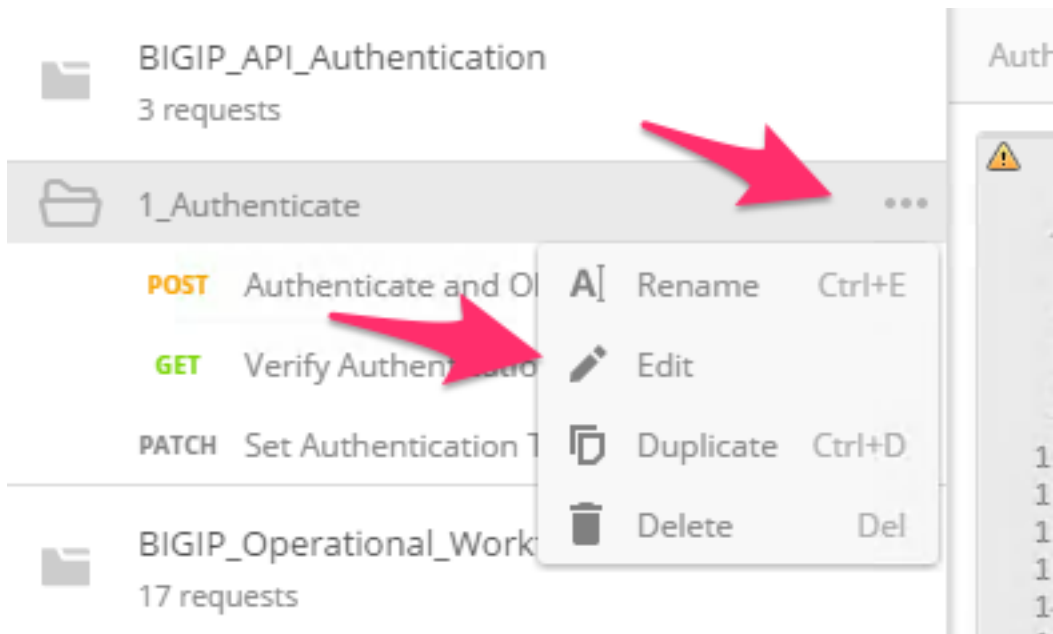 BIGIP_API_Authentication
3 requests
1_Authenticate
POST Authenticate and
GET Verify
PATCH Set Authentication
Rename Ctrl+E
Edit
Duplicate Ctrl+D
Delete Del
BIGIP_Operational_Work
17 requests
Auth